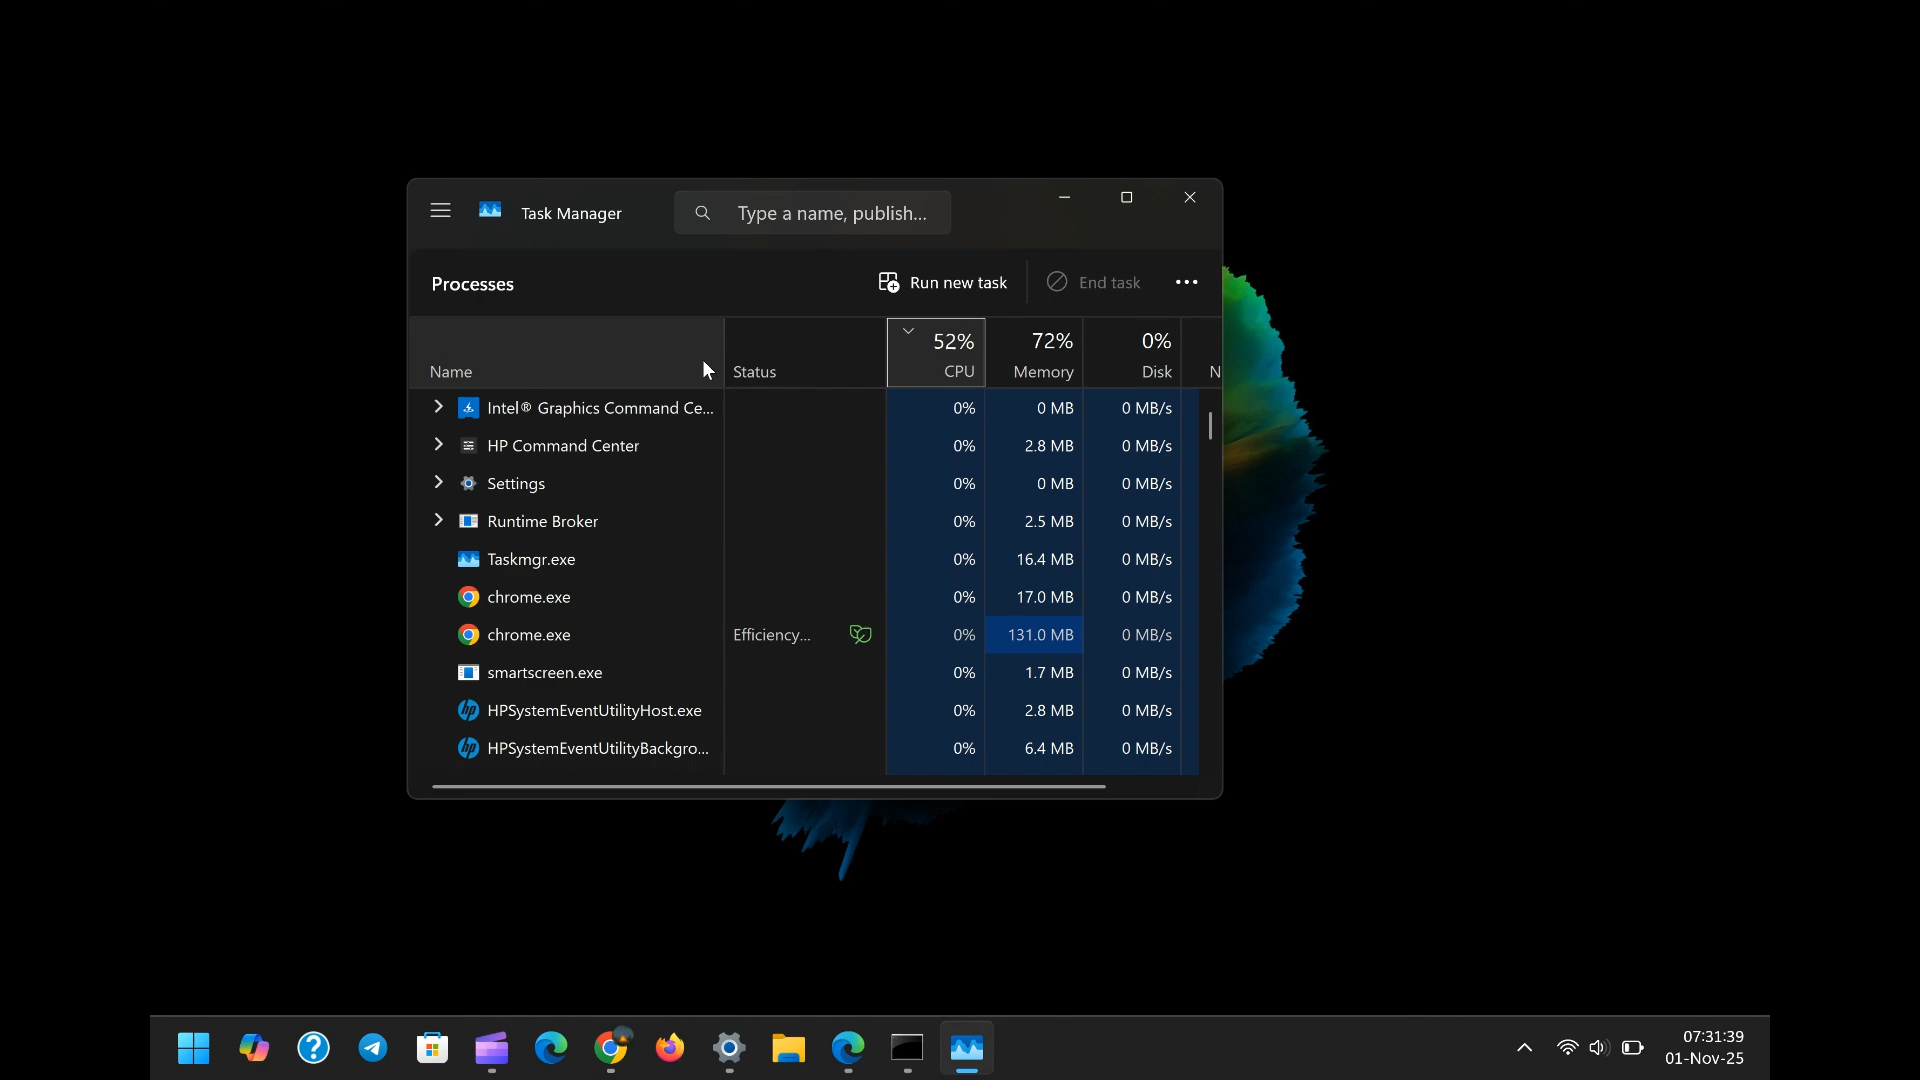 Task Manager
Type a name, publish...
Processes
Run new task
End task
52% 72% 0%
Name Status CPU Memory Disk N
Intel® Graphics Command Ce... 0% 0 MB 0 MB/s
HP Command Center 0% 2.8 MB 0 MB/s
Settings 0% 0 MB 0 MB/s
Runtime Broker 0% 2.5 MB 0 MB/s
Taskmgr.exe 0% 16.4 MB 0 MB/s
chrome.exe 0% 17.0 MB 0 MB/s
chrome.exe Efficiency... 0% 131.0 MB 0 MB/s
smartscreen.exe 0% 1.7 MB 0 MB/s
HPSystemEventUtilityHost.exe 0% 2.8 MB 0 MB/s
HPSystemEventUtilityBackgro... 0% 6.4 MB 0 MB/s
07:31:39
01-Nov-25